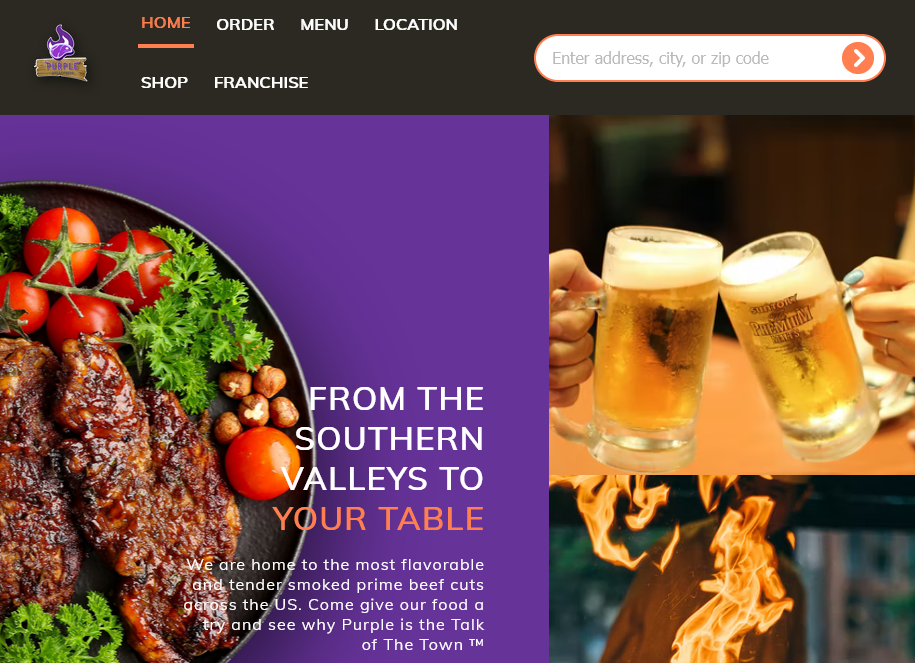 HOME ORDER MENU LOCATION
Enter address, city, or zip code
PURPLE
SHOP FRANCHISE
SUNTORY
PREMIUM
FROM THE
SOUTHERN
VALLEYS TO
YOUR TABLE
We are home to the most flavorable
and tender smoked prime beef cuts
across the US. Come give our food a
try and see why Purple is the Talk
of The Town ™